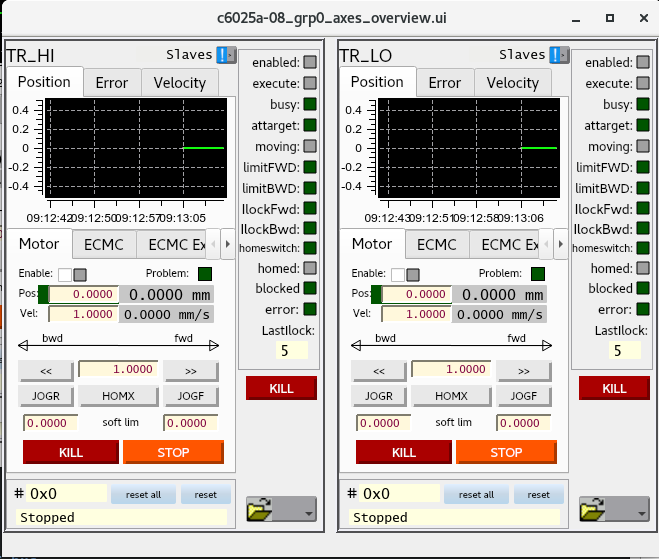 c6025a-08_grp0_axes_overview.ui
TR_HI
Slaves
Position
Error
Velocity
0.4
0.2
0
-0.2
-0.4
09:12:42
09:12:50
09:12:57
09:13:05
Motor
ECMC
ECMC Ex
Enable:
Problem:
Pos:
0.0000
0.0000 mm
Vel:
1.0000
0.0000 mm/s
bwd
fwd
<<
1.0000
>>
JOGR
HOMX
JOGF
0.0000
soft lim
0.0000
KILL
STOP
# 0x0
reset all
reset
Stopped
enabled:
execute:
busy:
attarget:
moving:
limitFWD:
limitBWD:
IlockFwd:
IlockBwd:
homeswitch:
homed:
blocked
error:
LastIlock:
5
KILL
TR_LO
Slaves
Position
Error
Velocity
0.4
0.2
0
-0.2
-0.4
09:12:43
09:12:51
09:12:58
09:13:06
Motor
ECMC
ECMC Ex
Enable:
Problem:
Pos:
0.0000
0.0000 mm
Vel:
1.0000
0.0000 mm/s
bwd
fwd
<<
1.0000
>>
JOGR
HOMX
JOGF
0.0000
soft lim
0.0000
KILL
STOP
# 0x0
reset all
reset
Stopped
enabled:
execute:
busy:
attarget:
moving:
limitFWD:
limitBWD:
IlockFwd:
IlockBwd:
homeswitch:
homed:
blocked
error:
LastIlock:
5
KILL